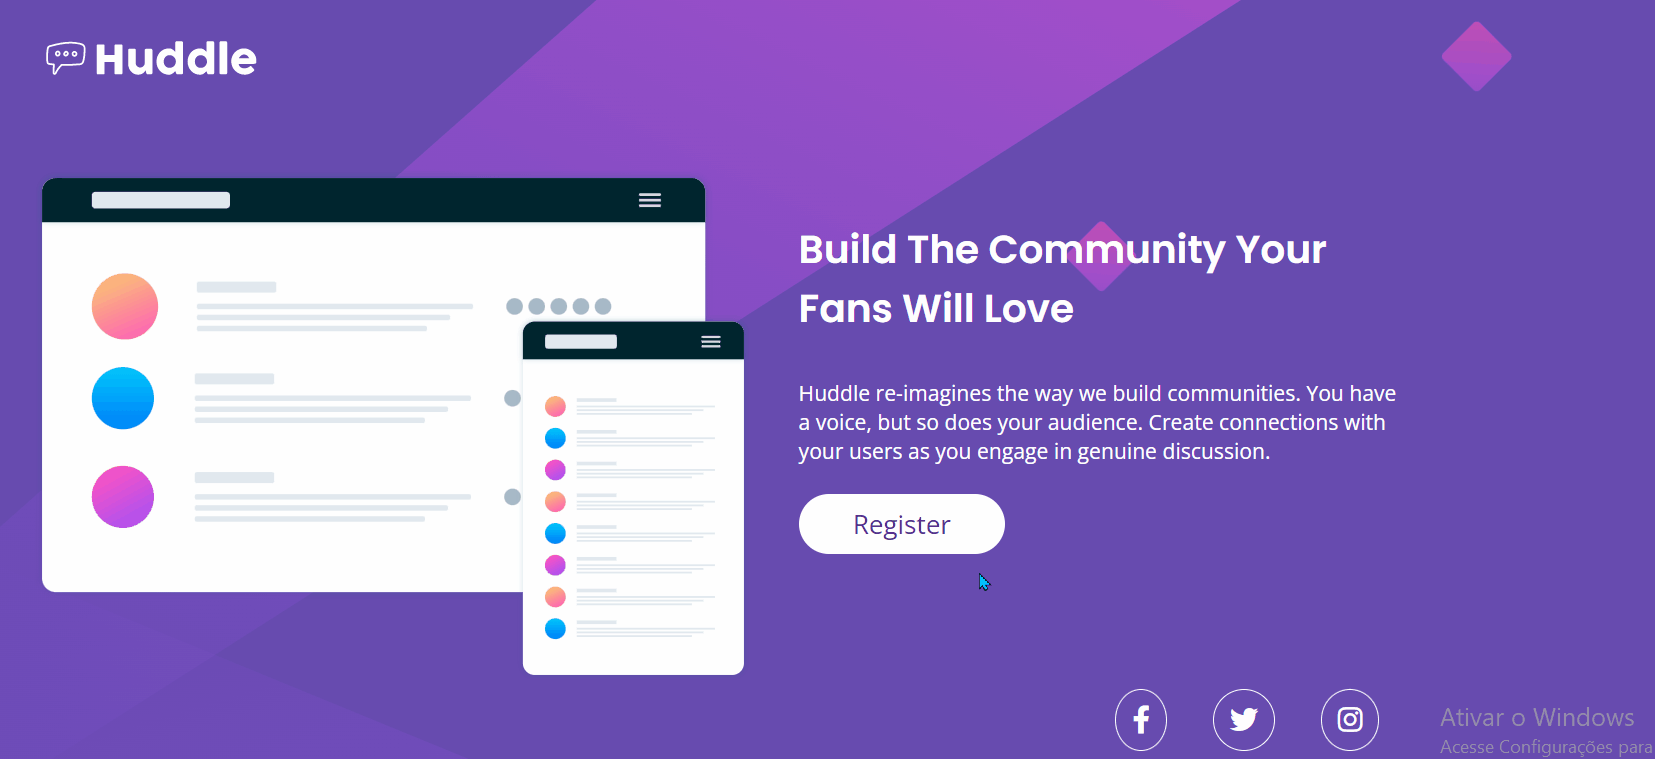 Huddle
Build The Community Your
Fans Will Love
Huddle re-imagines the way we build communities. You have
a voice, but so does your audience. Create connections with
your users as you engage in genuine discussion.
Register
Ativar o Windows
Acesse Configurações para